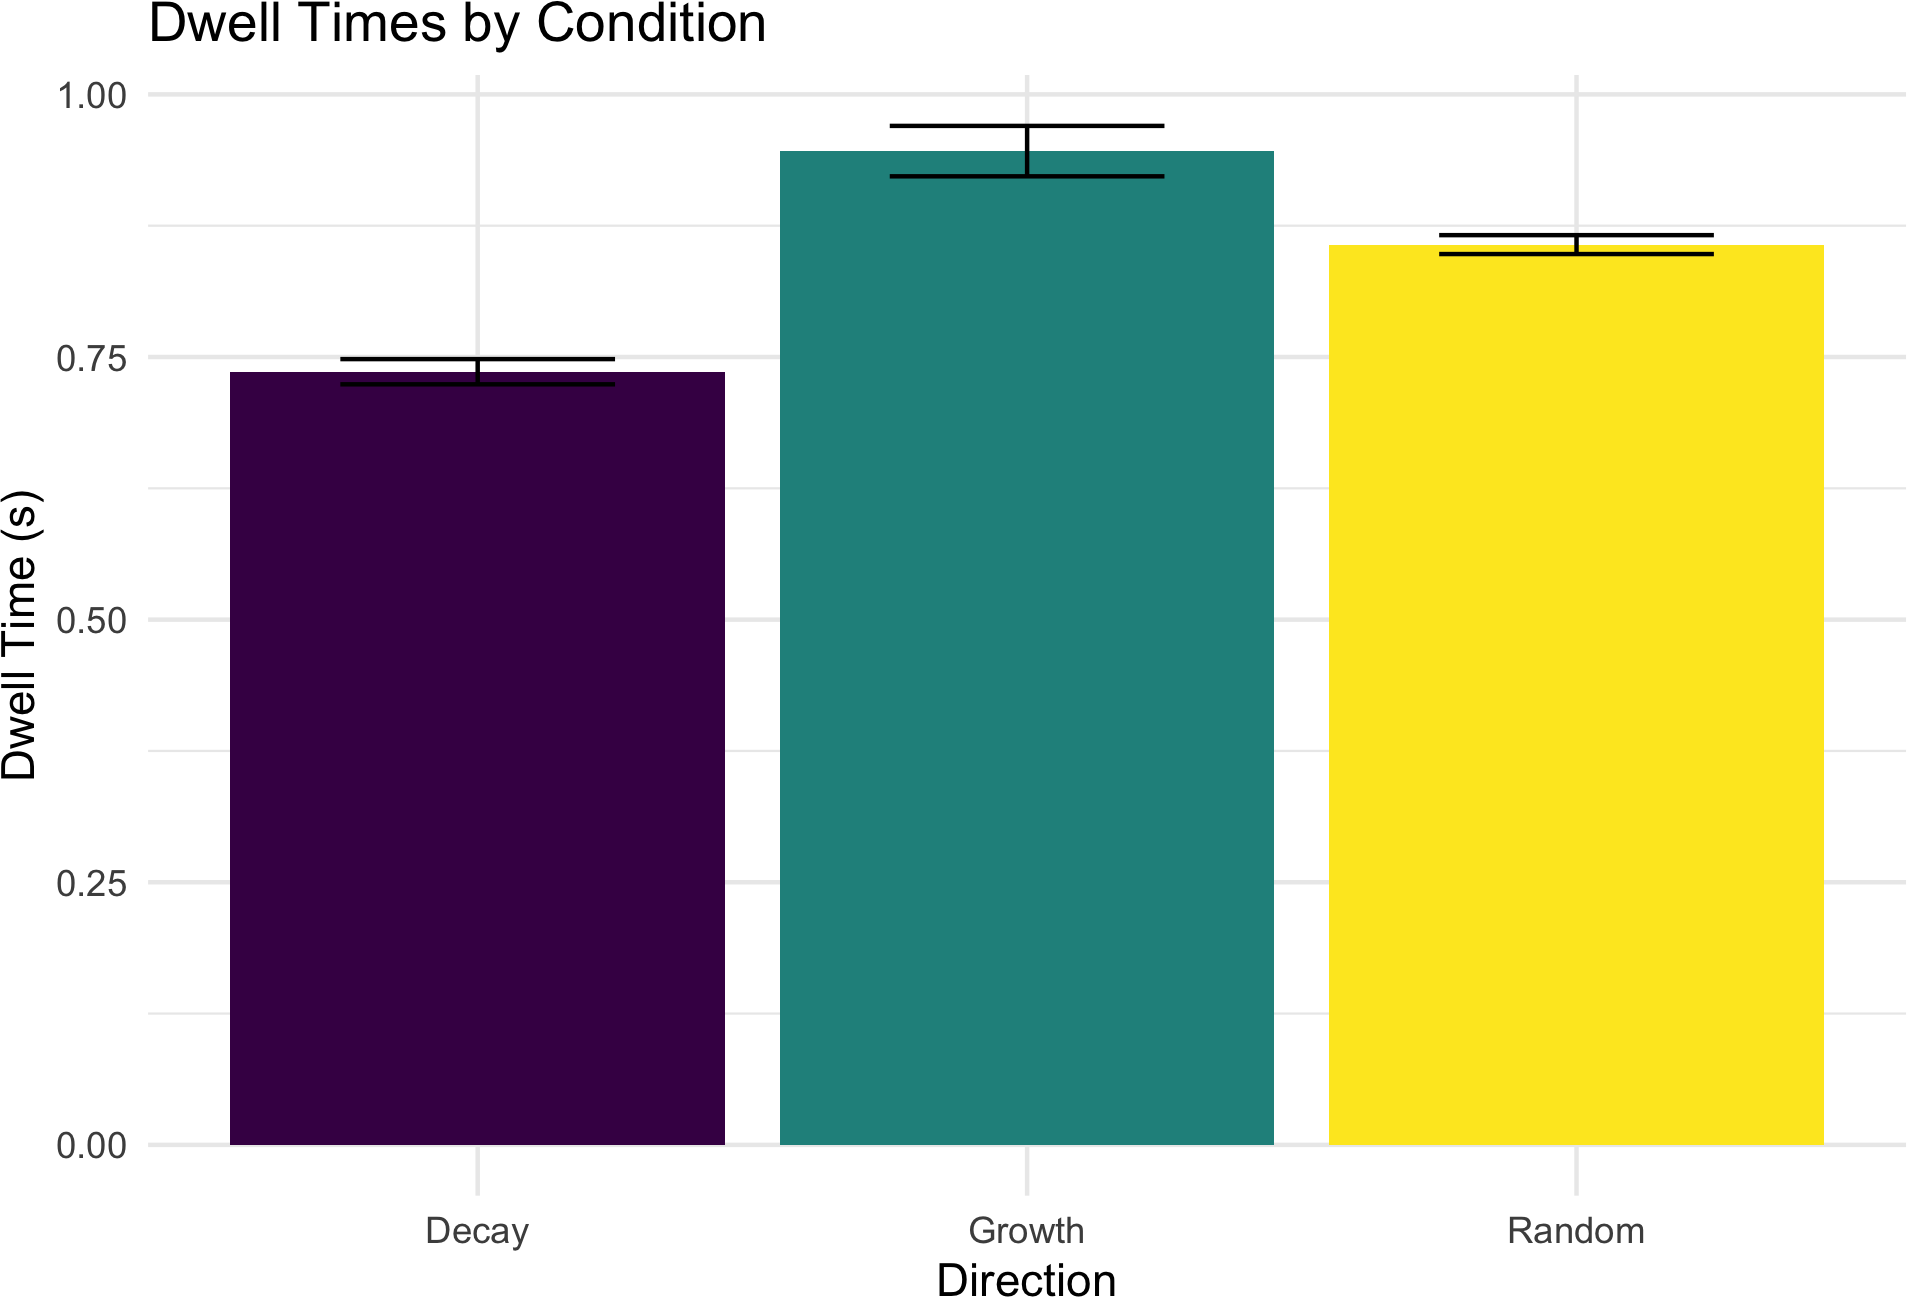 Dwell Times by Condition
1.00
0.75
0.50
0.25
0.00
Dwell Time (s)
Decay
Growth
Random
Direction